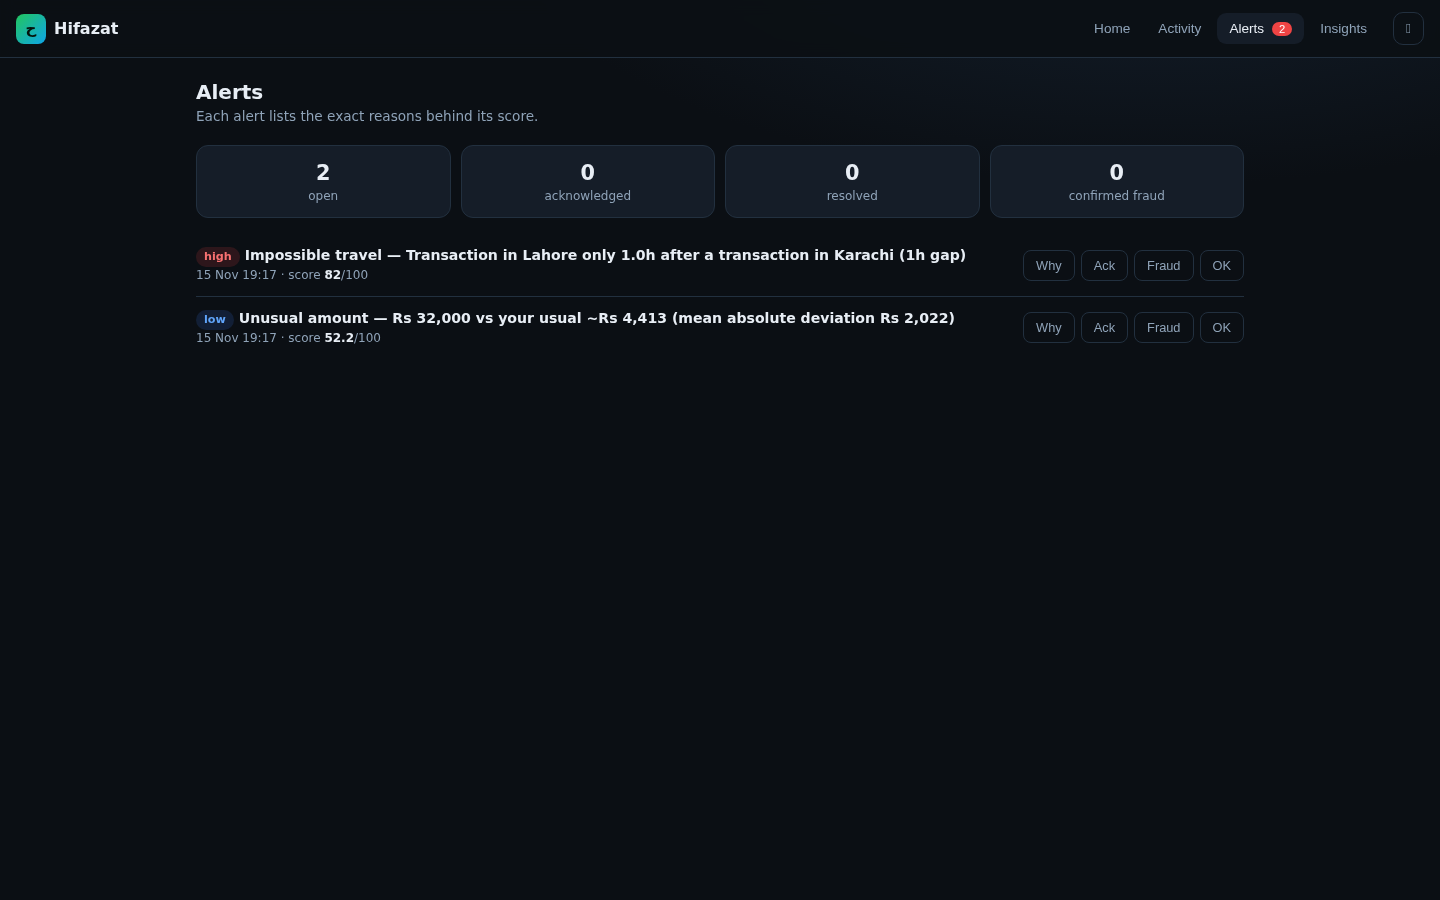 ح Hifazat
Home Activity Alerts 2 Insights
Alerts
Each alert lists the exact reasons behind its score.
2
open
0
acknowledged
0
resolved
0
confirmed fraud
high Impossible travel — Transaction in Lahore only 1.0h after a transaction in Karachi (1h gap)
15 Nov 19:17 · score 82/100
Why Ack Fraud OK
low Unusual amount — Rs 32,000 vs your usual ~Rs 4,413 (mean absolute deviation Rs 2,022)
15 Nov 19:17 · score 52.2/100
Why Ack Fraud OK